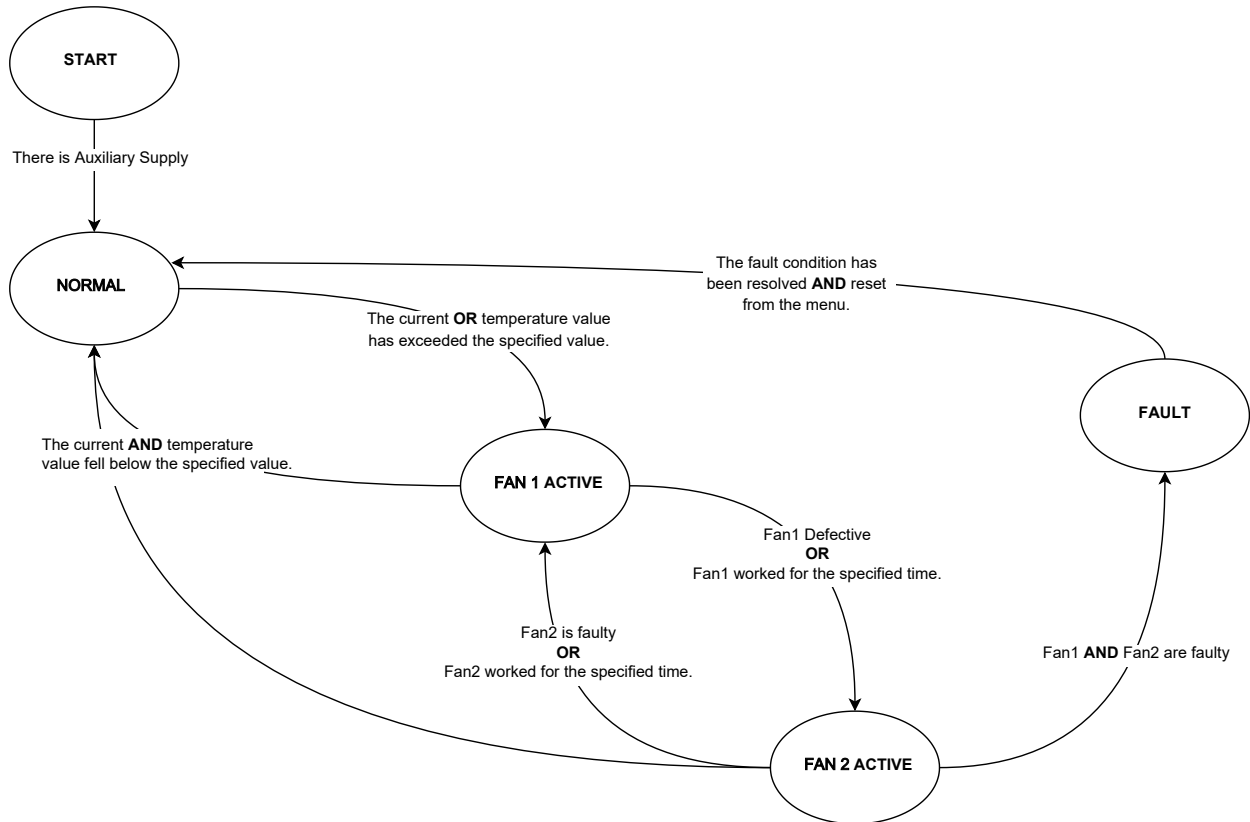 START
There is Auxiliary Supply
NORMAL
The fault condition has
been resolved AND reset
from the menu.
The current OR temperature value
has exceeded the specified value.
FAULT
The current AND temperature
value fell below the specified value.
FAN 1 ACTIVE
Fan1 Defective
OR
Fan1 worked for the specified time.
Fan2 is faulty
OR
Fan2 worked for the specified time.
Fan1 AND Fan2 are faulty
FAN 2 ACTIVE